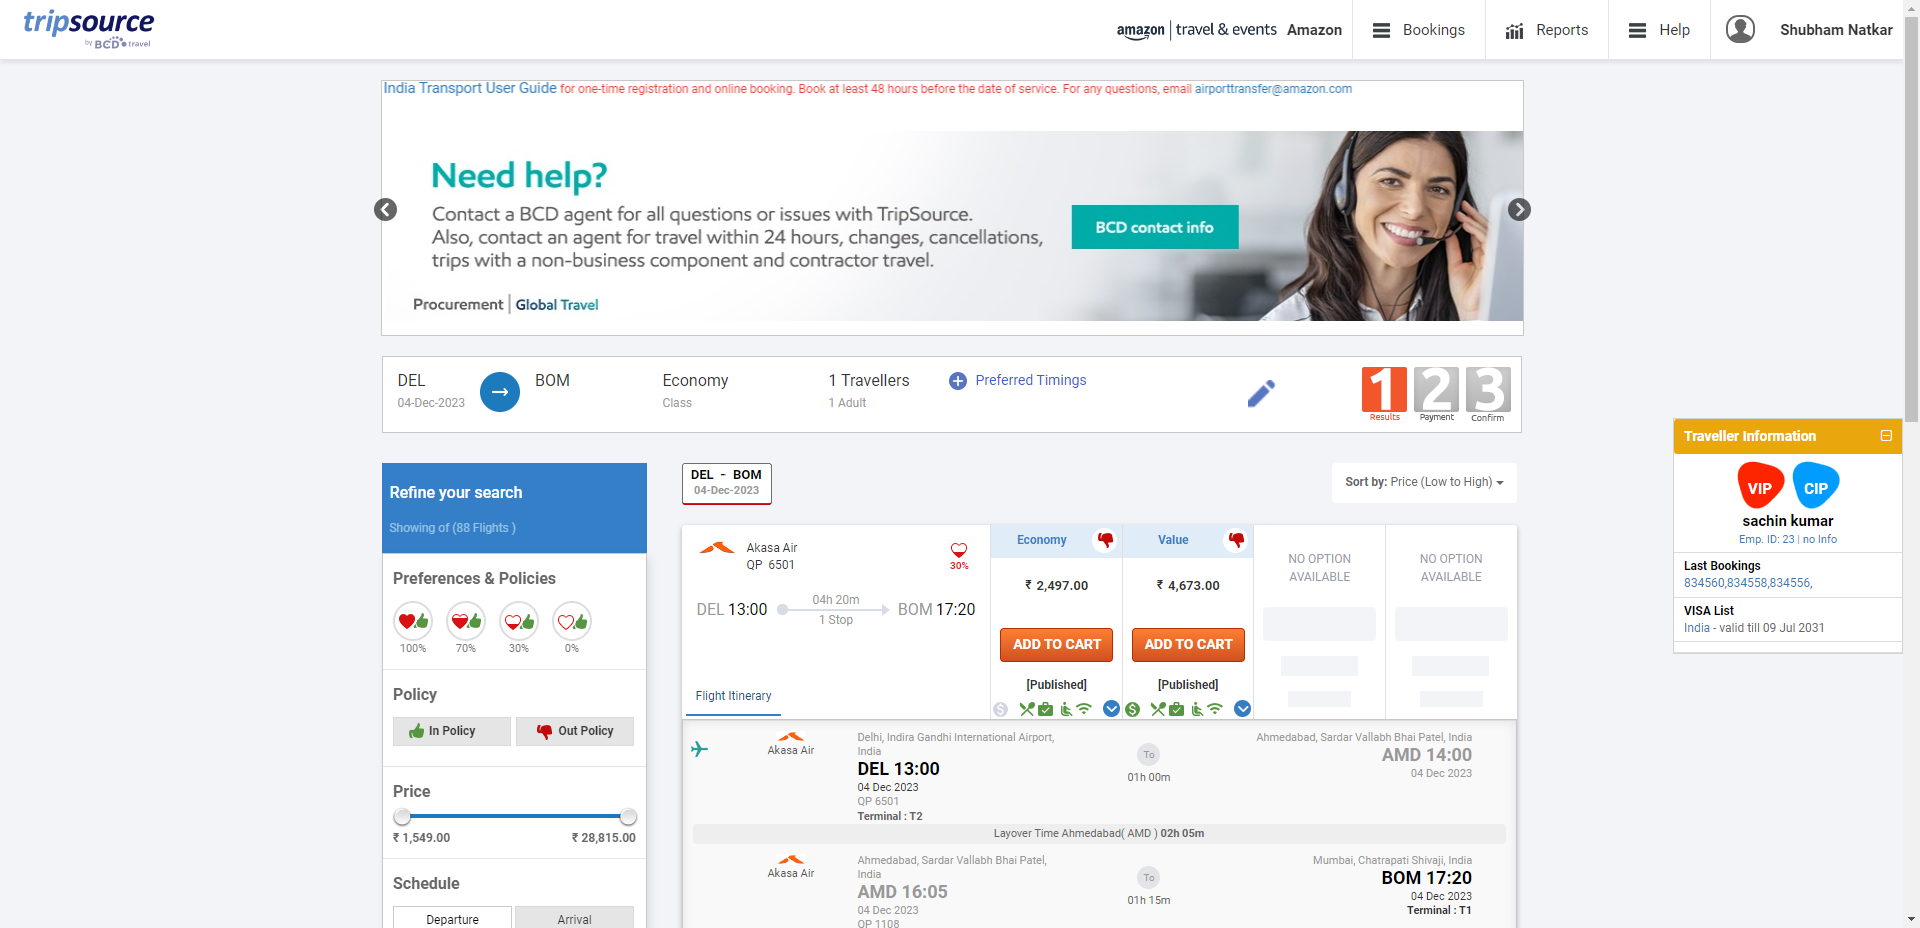 tripsource
by BCD travel
amazon | travel & events Amazon
Bookings
Reports
Help
Shubham Natkar
India Transport User Guide for one-time registration and online booking. Book at least 48 hours before the date of service. For any questions, email airporttransfer@amazon.com
Need help?
Contact a BCD agent for all questions or issues with TripSource.
Also, contact an agent for travel within 24 hours, changes, cancellations,
trips with a non-business component and contractor travel.
BCD contact info
Procurement | Global Travel
DEL
04-Dec-2023
BOM
Economy
Class
1 Travellers
1 Adult
Preferred Timings
1 2 3
Results Payment Confirm
Traveller Information
VIP CIP
sachin kumar
Emp. ID: 23 | no Info
Last Bookings
834560,834558,834556,
VISA List
India - valid till 09 Jul 2031
Refine your search
Showing of (88 Flights )
Preferences & Policies
100% 70% 30% 0%
Policy
In Policy Out Policy
Price
₹ 1,549.00 ₹ 28,815.00
Schedule
Departure Arrival
DEL - BOM
04-Dec-2023
Sort by: Price (Low to High)
Akasa Air
QP 6501
30%
DEL 13:00
04h 20m
1 Stop
BOM 17:20
Flight Itinerary
Economy
₹ 2,497.00
ADD TO CART
[Published]
Value
₹ 4,673.00
ADD TO CART
[Published]
NO OPTION
AVAILABLE
NO OPTION
AVAILABLE
Akasa Air
Delhi, Indira Gandhi International Airport,
India
DEL 13:00
04 Dec 2023
QP 6501
Terminal : T2
To
01h 00m
Ahmedabad, Sardar Vallabh Bhai Patel, India
AMD 14:00
04 Dec 2023
Layover Time Ahmedabad( AMD ) 02h 05m
Akasa Air
Ahmedabad, Sardar Vallabh Bhai Patel,
India
AMD 16:05
04 Dec 2023
QP 1108
To
01h 15m
Mumbai, Chatrapati Shivaji, India
BOM 17:20
04 Dec 2023
Terminal : T1